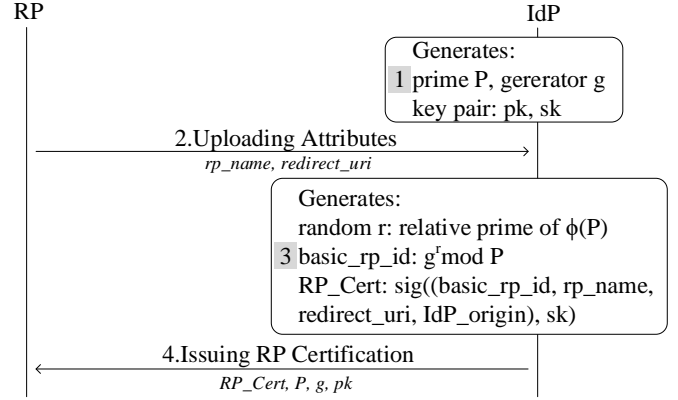 RP IdP
Generates:
1 prime P, gererator g
key pair: pk, sk
2.Uploading Attributes
rp_name, redirect_uri
Generates:
random r: relative prime of ϕ(P)
3 basic_rp_id: g^r mod P
RP_Cert: sig((basic_rp_id, rp_name,
redirect_uri, IdP_origin), sk)
4.Issuing RP Certification
RP_Cert, P, g, pk